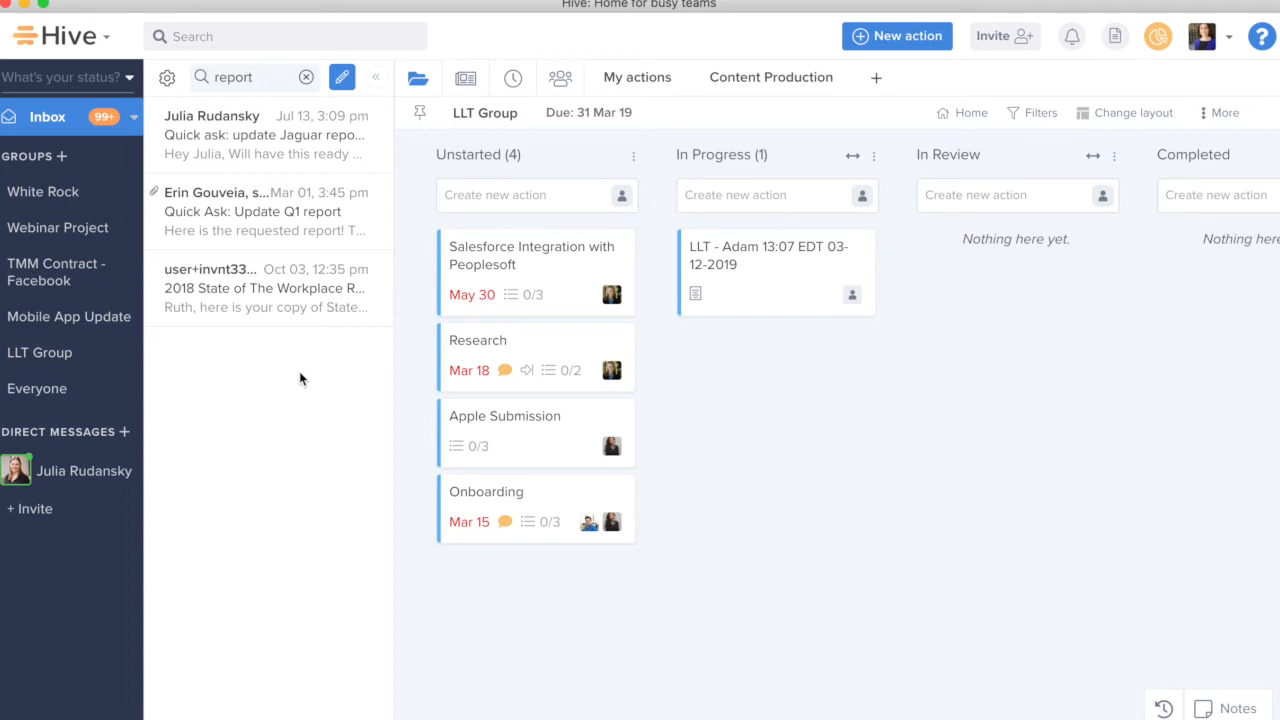 Hive: Home for busy teams
Hive
Search
New action
Invite
?
What's your status?
report
My actions
Content Production
+
Inbox
99+
LLT Group
Due: 31 Mar 19
Home
Filters
Change layout
More
GROUPS +
White Rock
Webinar Project
TMM Contract -
Facebook
Mobile App Update
LLT Group
Everyone
DIRECT MESSAGES +
Julia Rudansky
+ Invite
Julia Rudansky
Jul 13, 3:09 pm
Quick ask: update Jaguar repo...
Hey Julia, Will have this ready ...
Erin Gouveia, s...
Mar 01, 3:45 pm
Quick Ask: Update Q1 report
Here is the requested report! T...
user+invnt33...
Oct 03, 12:35 pm
2018 State of The Workplace R...
Ruth, here is your copy of State...
Unstarted (4)
Create new action
Salesforce Integration with
Peoplesoft
May 30
0/3
Research
Mar 18
0/2
Apple Submission
0/3
Onboarding
Mar 15
0/3
In Progress (1)
Create new action
LLT - Adam 13:07 EDT 03-
12-2019
In Review
Create new action
Nothing here yet.
Completed
Create new action
Nothing here
Notes